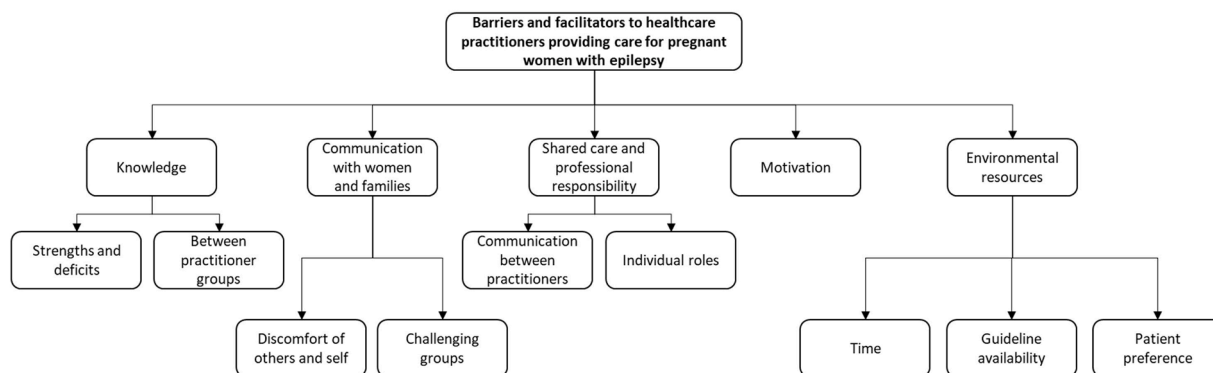 Barriers and facilitators to healthcare
practitioners providing care for pregnant
women with epilepsy
Knowledge
Communication
with women
and families
Shared care and
professional
responsibility
Motivation
Environmental
resources
Strengths and
deficits
Between
practitioner
groups
Communication
between
practitioners
Individual roles
Discomfort of
others and self
Challenging
groups
Time
Guideline
availability
Patient
preference